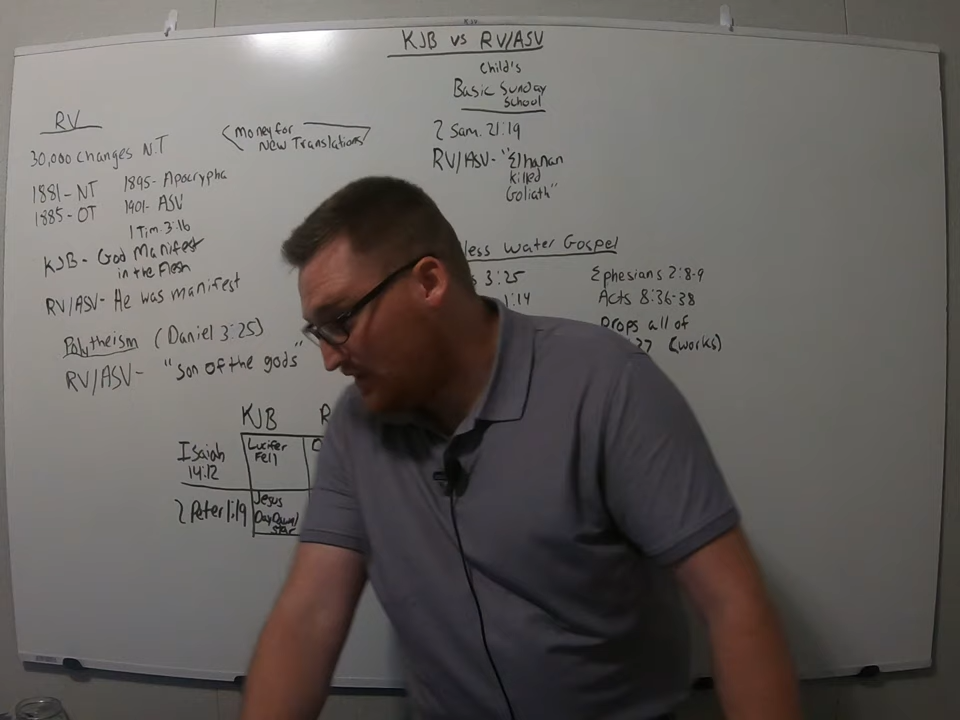 KJB vs RV/ASV
Child's
Basic Sunday
School
2 Sam. 21:19
RV/ASV- "Elhanan
Killed
Goliath"
RV
<Money for
New Translations>
30,000 changes N.T
1881- NT 1895- Apocrypha
1885- OT 1901- ASV
1 Tim. 3:16
KJB- God Manifest
in the Flesh
RV/ASV- He was manifest
Polytheism (Daniel 3:25)
RV/ASV- "son of the gods"
KJB R
Isaiah
14:12
Lucifer
Fell
2 Peter 1:19
Jesus
Day Dawn/
star
less Water Gospel
3:25
1:14
Ephesians 2:8-9
Acts 8:36-38
Drops all of
37 (works)